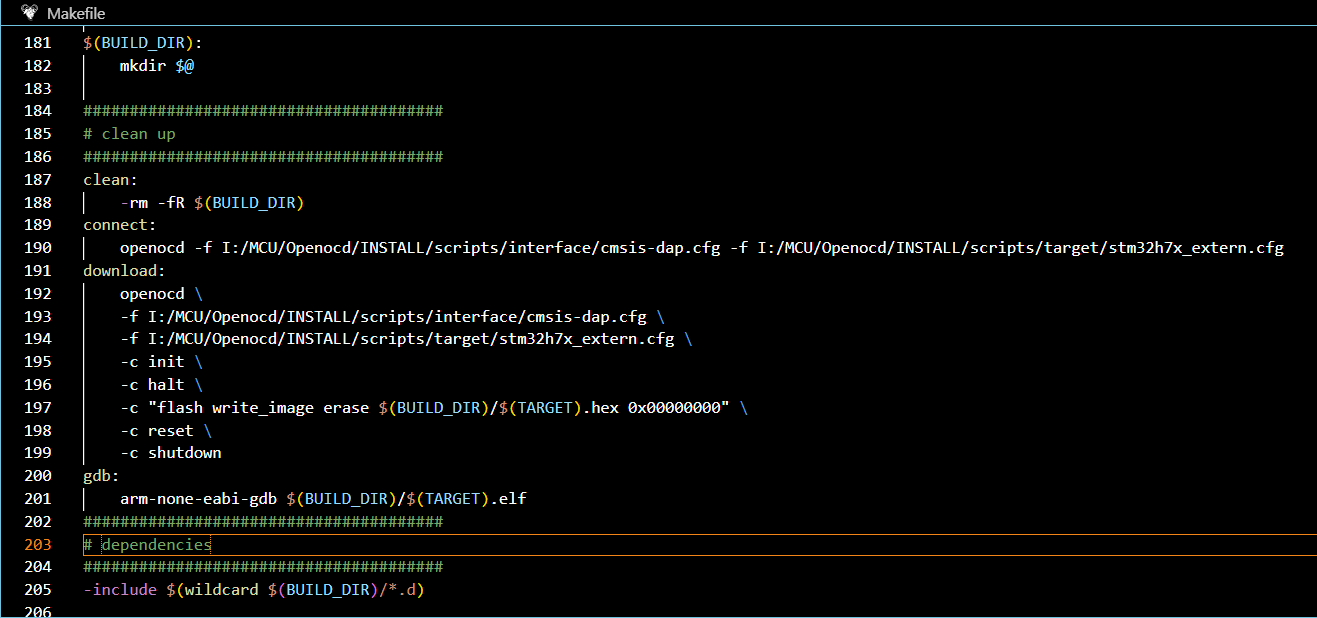 Makefile
181 $(BUILD_DIR):
182 mkdir $@
183
184 #######################################
185 # clean up
186 #######################################
187 clean:
188 -rm -fR $(BUILD_DIR)
189 connect:
190 openocd -f I:/MCU/Openocd/INSTALL/scripts/interface/cmsis-dap.cfg -f I:/MCU/Openocd/INSTALL/scripts/target/stm32h7x_extern.cfg
191 download:
192 openocd \
193 -f I:/MCU/Openocd/INSTALL/scripts/interface/cmsis-dap.cfg \
194 -f I:/MCU/Openocd/INSTALL/scripts/target/stm32h7x_extern.cfg \
195 -c init \
196 -c halt \
197 -c "flash write_image erase $(BUILD_DIR)/$(TARGET).hex 0x00000000" \
198 -c reset \
199 -c shutdown
200 gdb:
201 arm-none-eabi-gdb $(BUILD_DIR)/$(TARGET).elf
202 #######################################
203 # dependencies
204 #######################################
205 -include $(wildcard $(BUILD_DIR)/*.d)
206